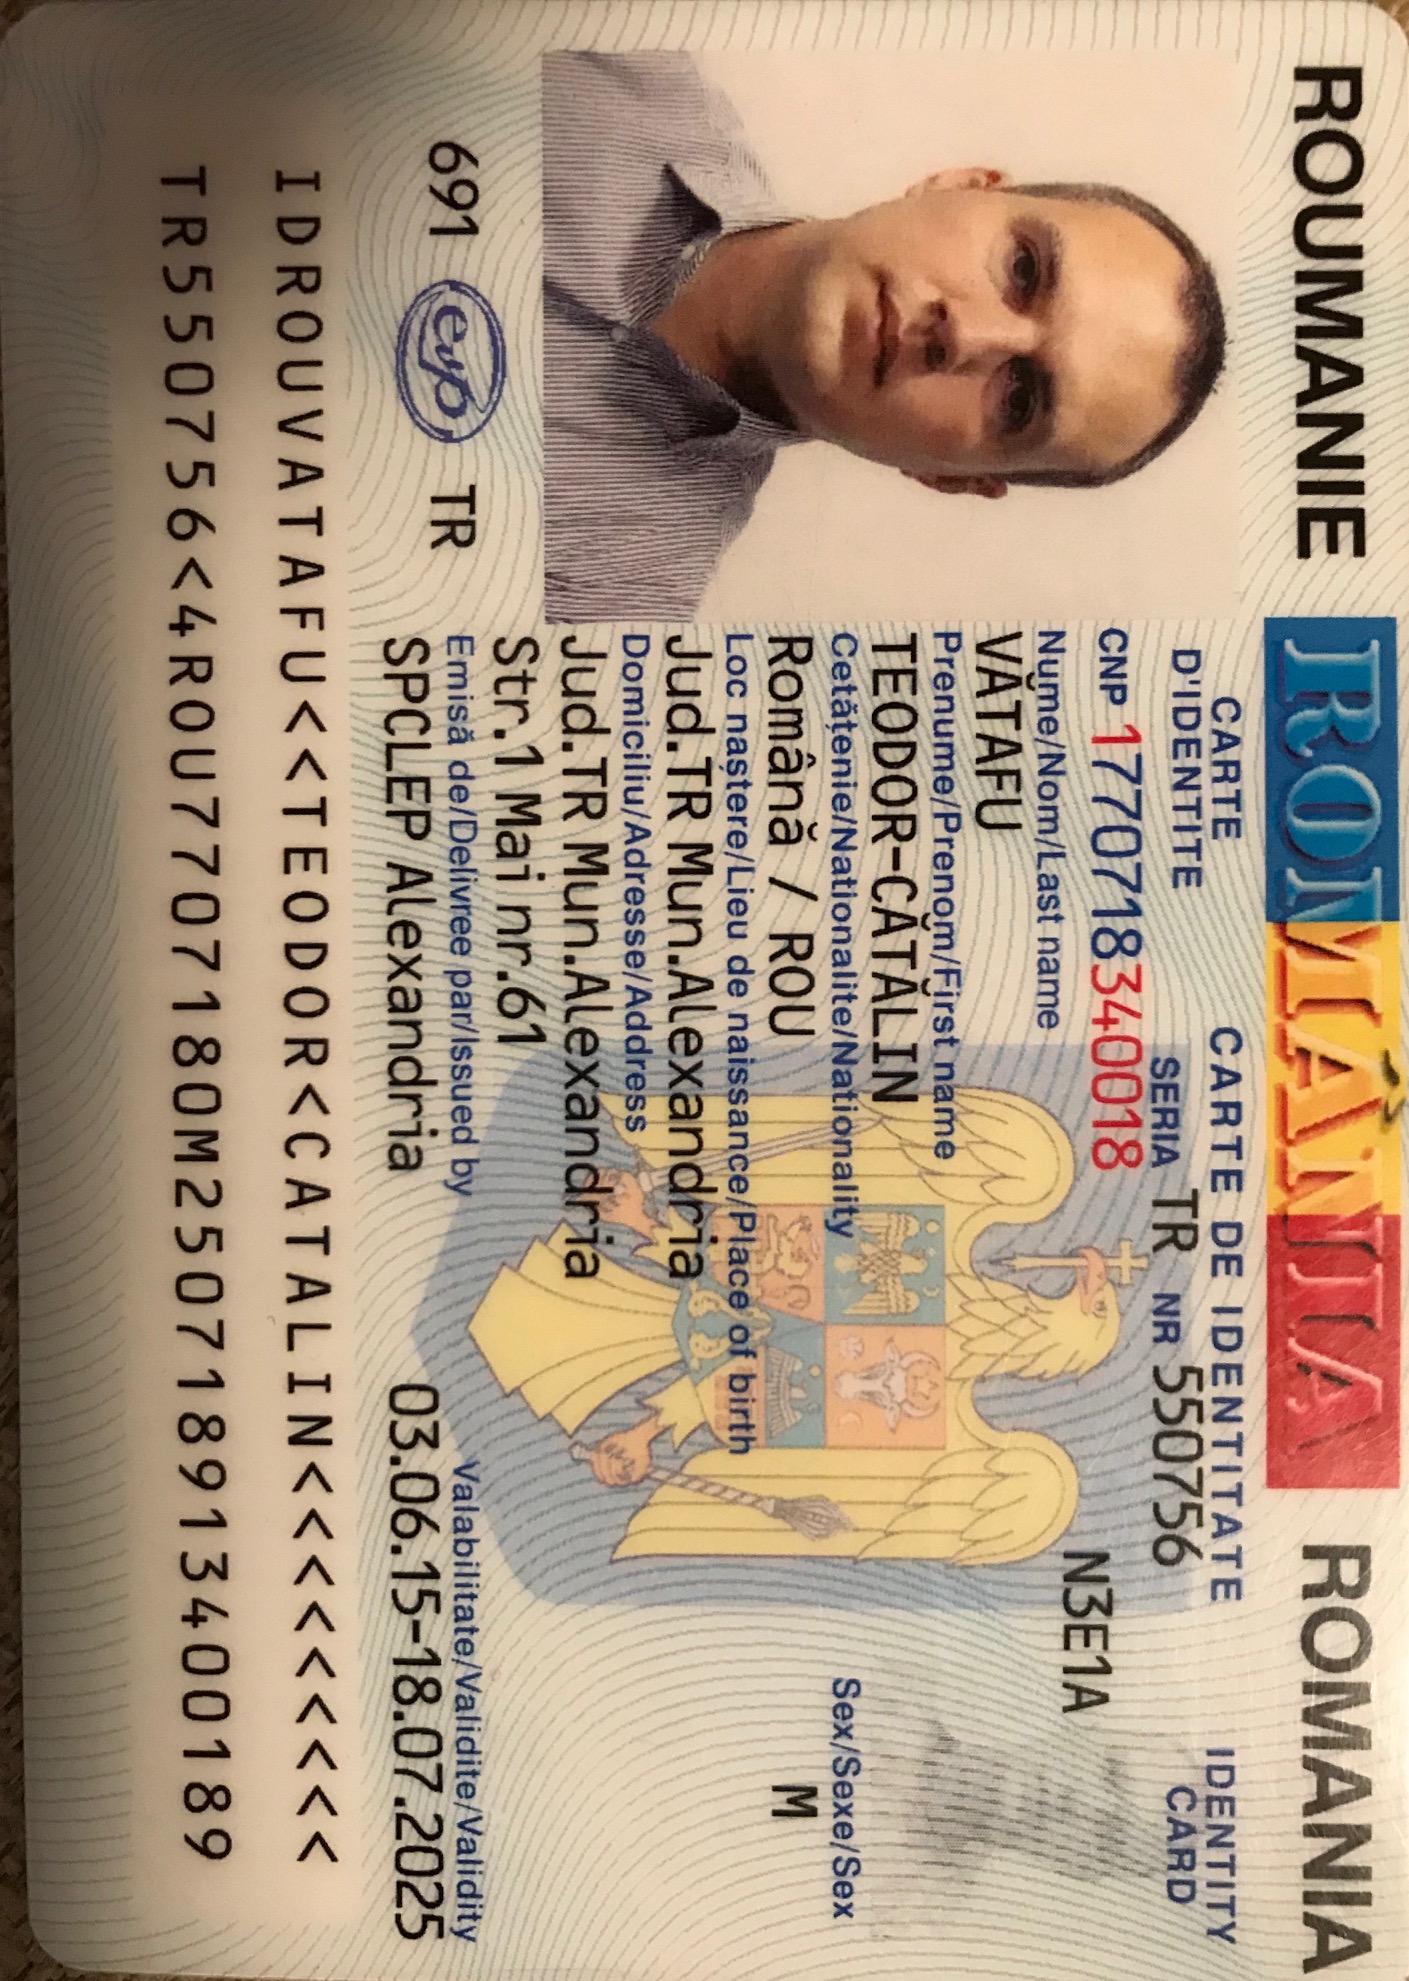 ROUMANIE ROMÂNIA ROMANIA
CARTE D'IDENTITE
CARTE DE IDENTITATE
IDENTITY CARD
SERIA TR NR 550756
CNP 1770718340018
N3E1A
Nume/Nom/Last name
VĂTAFU
Prenume/Prenom/First name
TEODOR-CĂTĂLIN
Cetățenie/Nationalite/Nationality
Română / ROU
Sex/Sexe/Sex
M
Loc naștere/Lieu de naissance/Place of birth
Jud.TR Mun.Alexandria
Domiciliu/Adresse/Address
Jud.TR Mun.Alexandria
Str.1 Mai nr.61
Emisă de/Delivree par/Issued by
SPCLEP Alexandria
Valabilitate/Validite/Validity
03.06.15-18.07.2025
691 eyp TR
IDROUVATAFU<<TEODOR<CATALIN<<<<<<<<<
TR550756<4ROU7707180M250718913400189